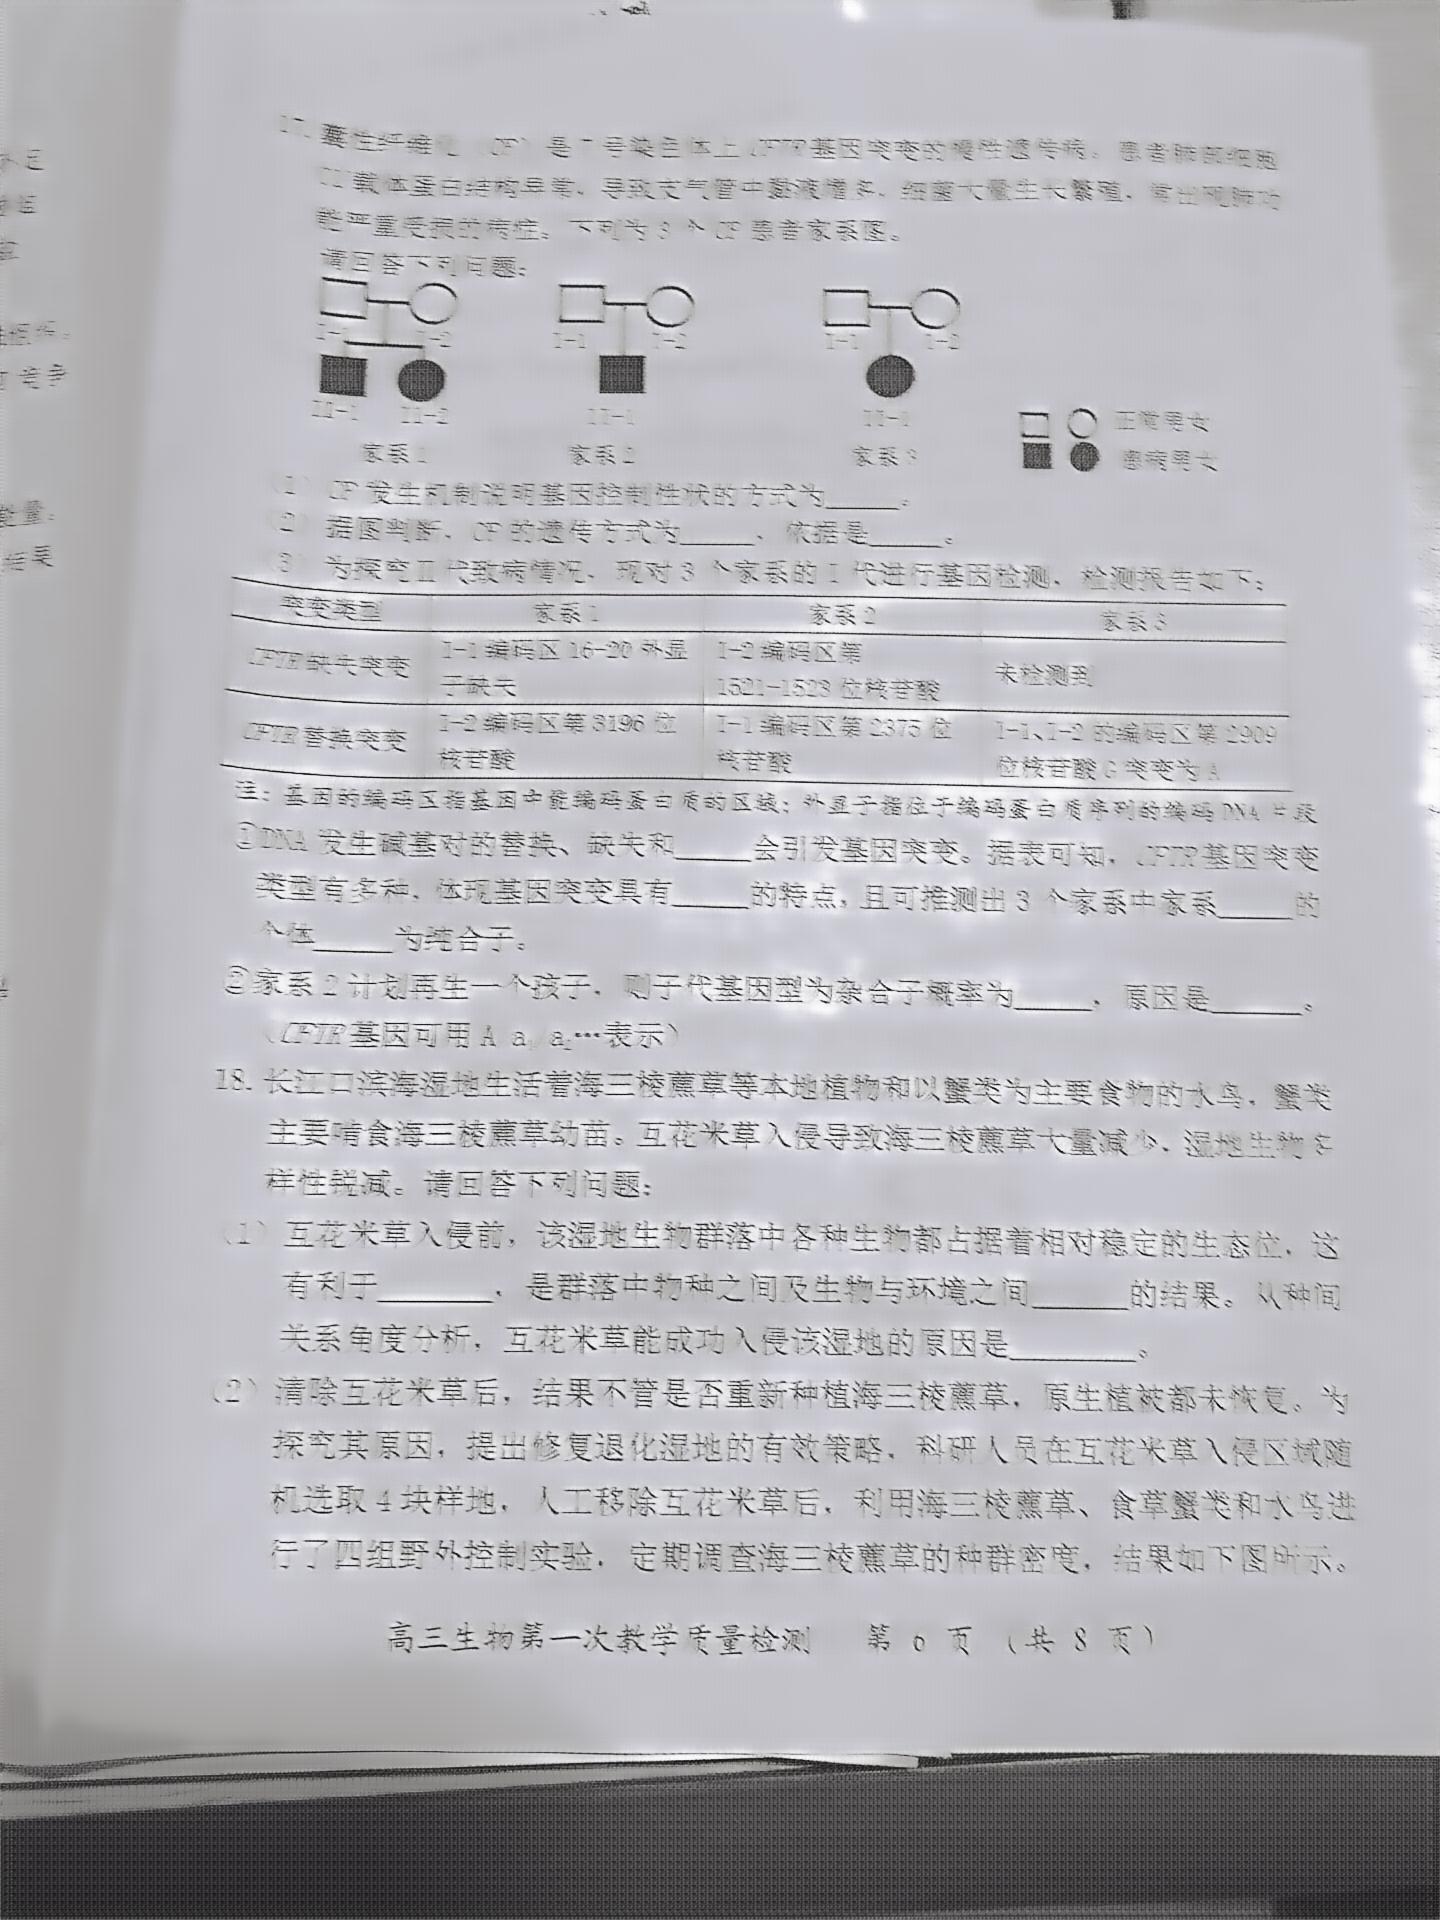 17. 囊性纤维化（CF）是7号染色体上CFTR基因突变的慢性遗传病。患者肺部细胞
Cl⁻载体蛋白结构异常，导致支气管中黏液增多，细菌大量生长繁殖，常出现肺功
能严重受损的病症。下列为3个CF患者家系图。
请回答下列问题：
I-1 I-2 I-1 I-2 I-1 I-2
II-1 II-2 II-1 II-1
正常男女
家系1 家系2 家系3 患病男女
（1）CF发生机制说明基因控制性状的方式为_____。
（2）据图判断，CF的遗传方式为_____，依据是_____。
（3）为探究Ⅱ代致病情况，现对3个家系的Ⅰ代进行基因检测，检测报告如下：
突变类型 家系1 家系2 家系3
CFTR缺失突变 I-1编码区16-20外显 I-2编码区第 未检测到
子缺失 1521-1523位核苷酸
CFTR替换突变 I-2编码区第3196位 I-1编码区第2375位 I-1、I-2的编码区第2909
核苷酸 核苷酸 位核苷酸G突变为A
注：基因的编码区指基因中能编码蛋白质的区域；外显子指位于编码蛋白质序列的编码DNA片段
①DNA发生碱基对的替换、缺失和_____会引发基因突变。据表可知，CFTR基因突变
类型有多种，体现基因突变具有_____的特点，且可推测出3个家系中家系_____的
个体_____为纯合子。
②家系2计划再生一个孩子，则子代基因型为杂合子概率为_____，原因是______。
（CFTR基因可用A a₁ a₂…表示）
18. 长江口滨海湿地生活着海三棱藨草等本地植物和以蟹类为主要食物的水鸟，蟹类
主要啃食海三棱藨草幼苗。互花米草入侵导致海三棱藨草大量减少，湿地生物多
样性锐减。请回答下列问题：
（1）互花米草入侵前，该湿地生物群落中各种生物都占据着相对稳定的生态位，这
有利于_______，是群落中物种之间及生物与环境之间______的结果。从种间
关系角度分析，互花米草能成功入侵该湿地的原因是________。
（2）清除互花米草后，结果不管是否重新种植海三棱藨草，原生植被都未恢复。为
探究其原因，提出修复退化湿地的有效策略，科研人员在互花米草入侵区域随
机选取4块样地，人工移除互花米草后，利用海三棱藨草、食草蟹类和水鸟进
行了四组野外控制实验，定期调查海三棱藨草的种群密度，结果如下图所示。
高三生物第一次教学质量检测 第 6 页 （共 8 页）